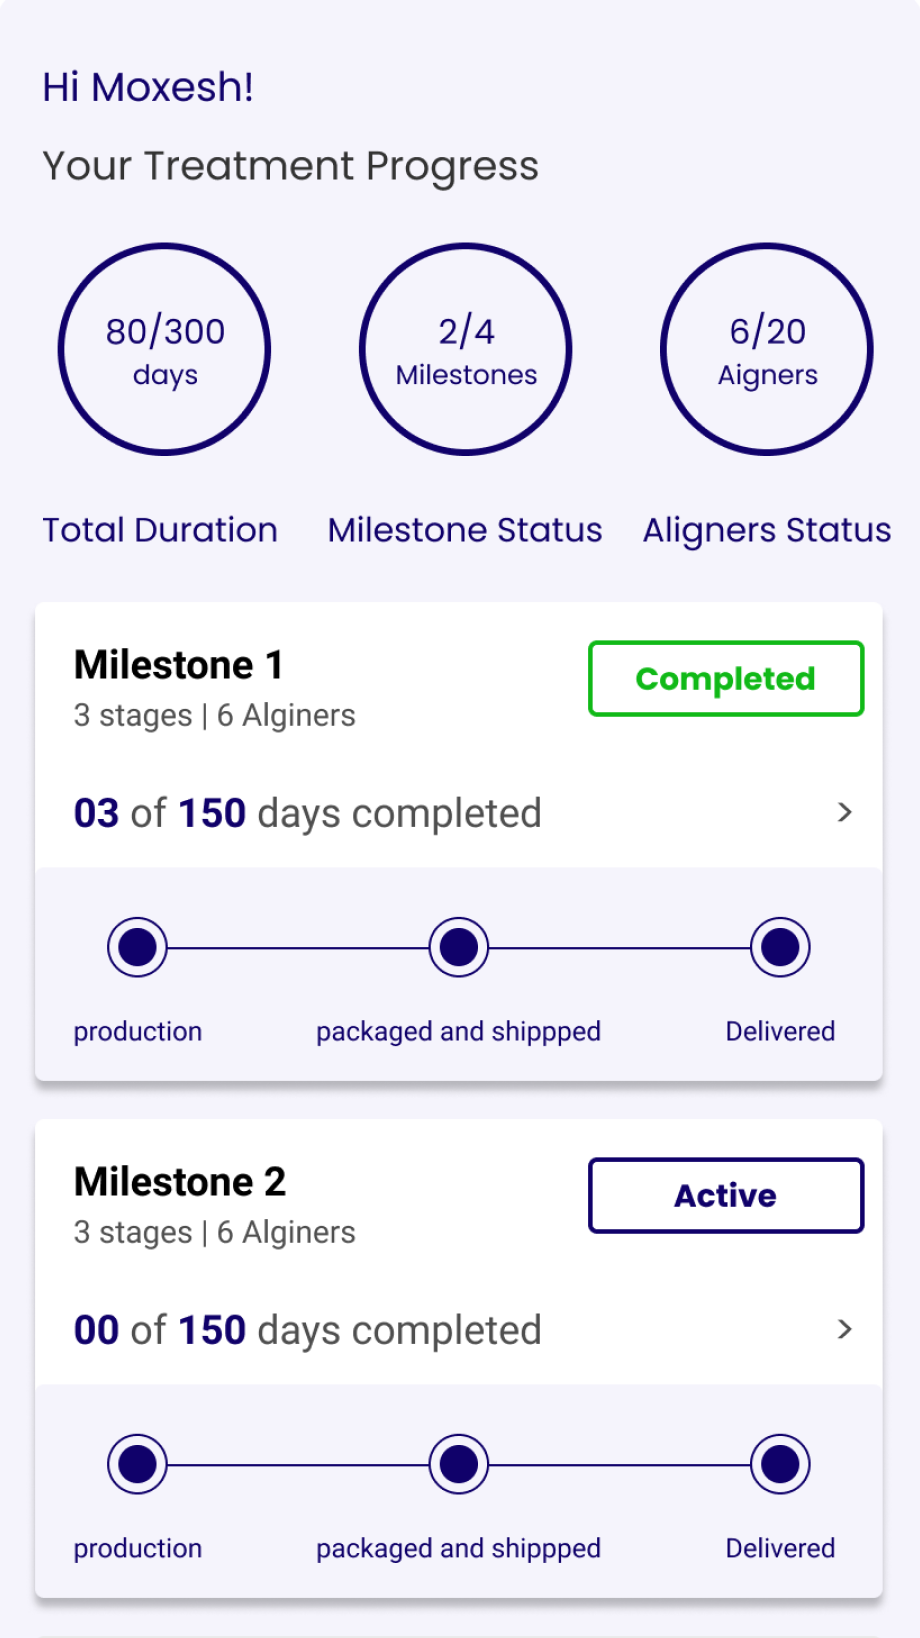 Hi Moxesh!
Your Treatment Progress
80/300
days
2/4
Milestones
6/20
Aigners
Total Duration
Milestone Status
Aligners Status
Milestone 1
Completed
3 stages | 6 Alginers
03 of 150 days completed
production
packaged and shippped
Delivered
Milestone 2
Active
3 stages | 6 Alginers
00 of 150 days completed
production
packaged and shippped
Delivered